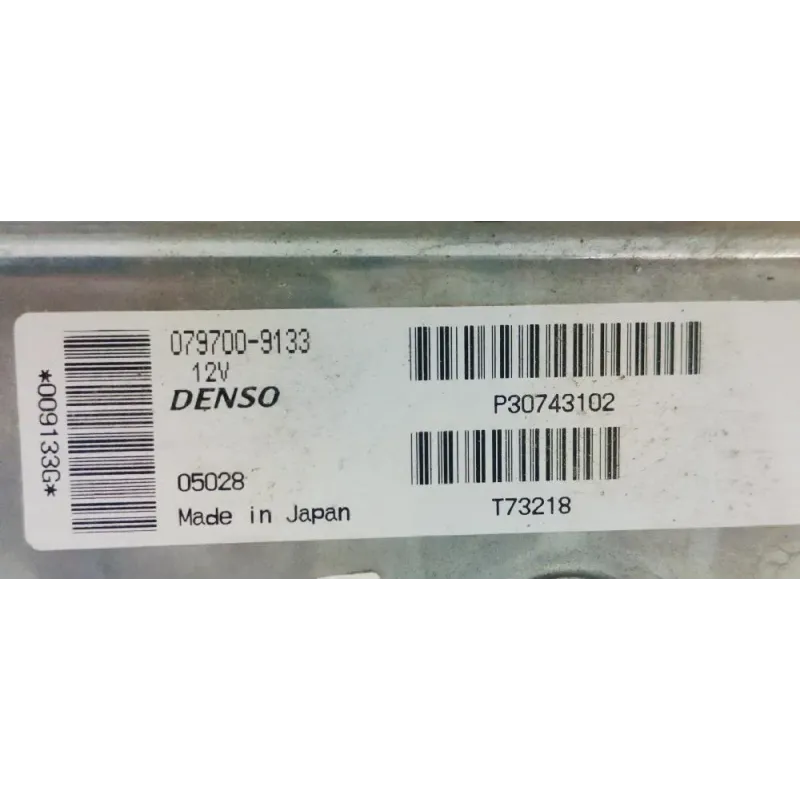 *009133G*
079700-9133
12V
DENSO
05028
Made in Japan
P30743102
T73218